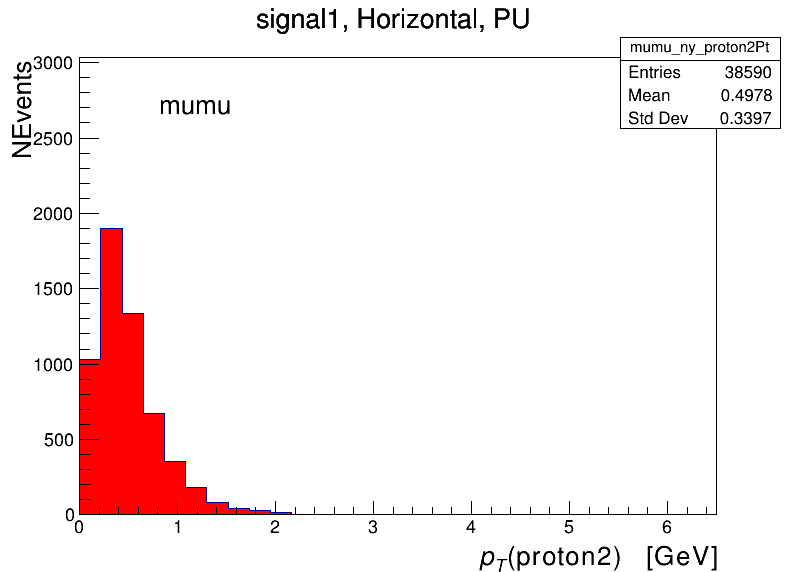 signal1, Horizontal, PU
mumu_ny_proton2Pt
Entries 38590
Mean 0.4978
Std Dev 0.3397
NEvents
mumu
3000
2500
2000
1500
1000
500
0
0 1 2 3 4 5 6
pT(proton2) [GeV]